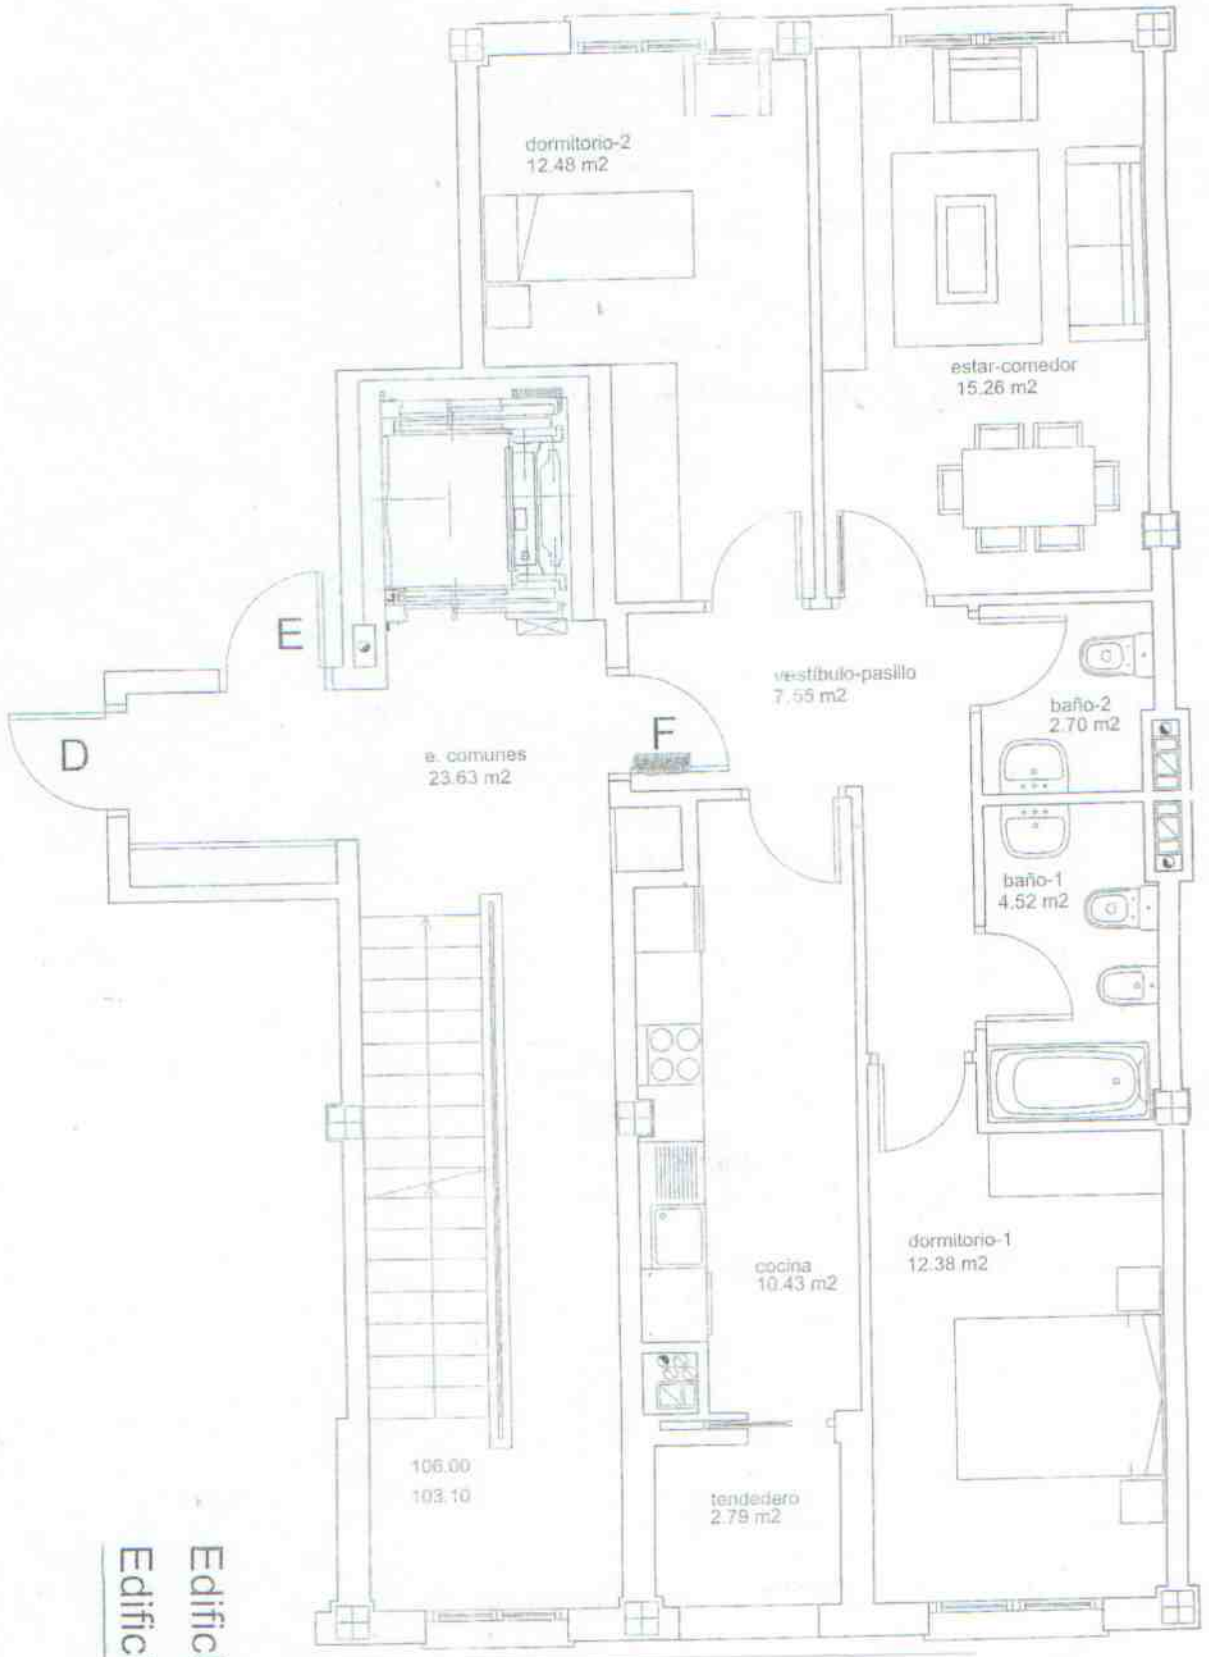 dormitorio-2
12.48 m2
estar-comedor
15.26 m2
E
vestíbulo-pasillo
7.55 m2
baño-2
2.70 m2
D
F
e. comunes
23.63 m2
baño-1
4.52 m2
dormitorio-1
12.38 m2
cocina
10.43 m2
106.00
103.10
tendedero
2.79 m2
Edific
Edific